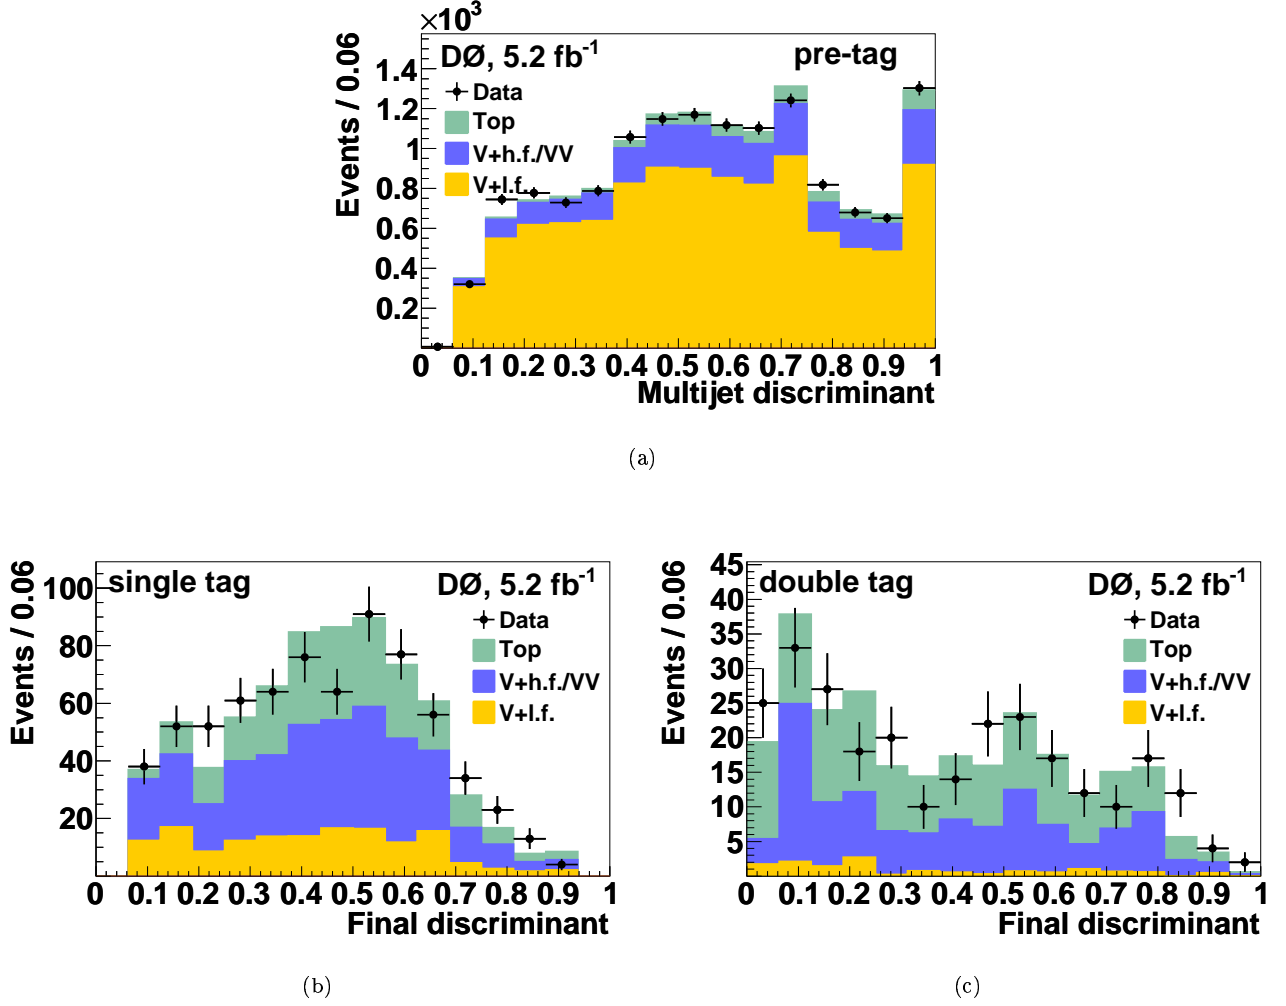 ×10³
Events / 0.06
DØ, 5.2 fb⁻¹
pre-tag
Data
Top
V+h.f./VV
V+l.f.
1.4
1.2
1
0.8
0.6
0.4
0.2
0 0.1 0.2 0.3 0.4 0.5 0.6 0.7 0.8 0.9 1
Multijet discriminant
(a)
Events / 0.06
single tag
DØ, 5.2 fb⁻¹
Data
Top
V+h.f./VV
V+l.f.
100
80
60
40
20
0 0.1 0.2 0.3 0.4 0.5 0.6 0.7 0.8 0.9 1
Final discriminant
(b)
Events / 0.06
double tag
DØ, 5.2 fb⁻¹
Data
Top
V+h.f./VV
V+l.f.
45
40
35
30
25
20
15
10
5
0 0.1 0.2 0.3 0.4 0.5 0.6 0.7 0.8 0.9 1
Final discriminant
(c)